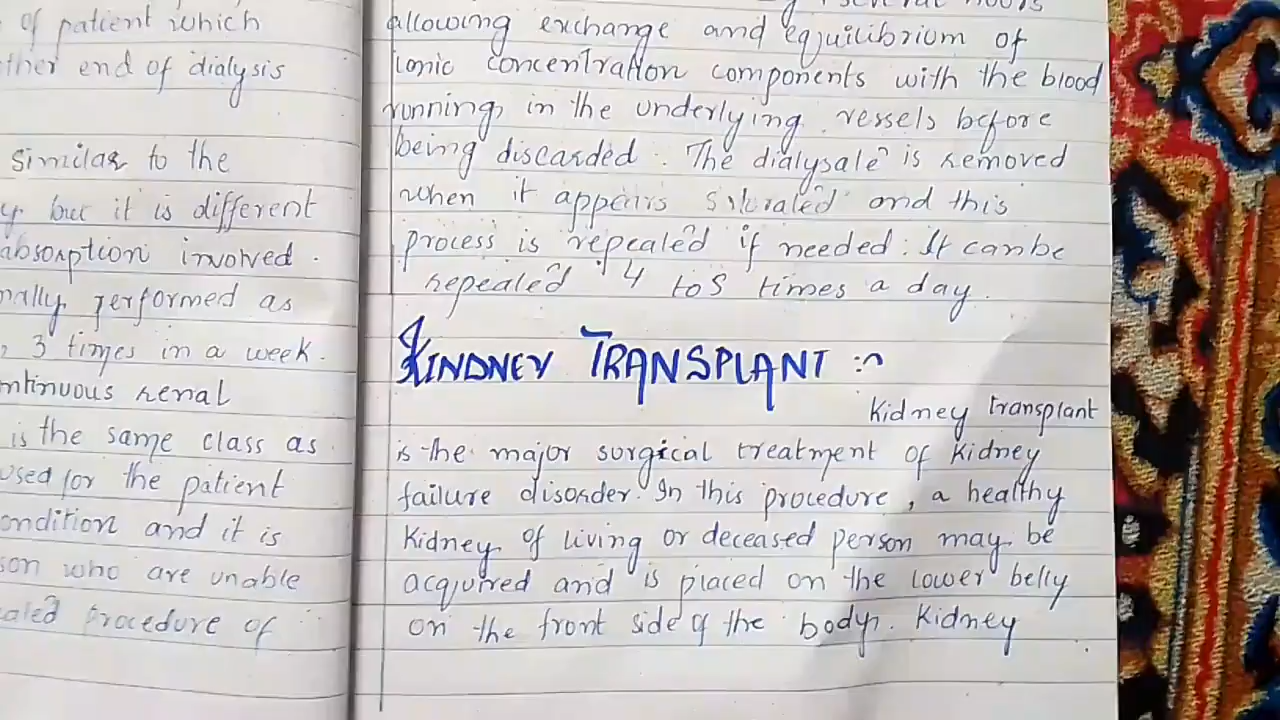 of patient which
ther end of dialysis
similar to the
y but it is different
absorption involved.
nally performed as
3 times in a week.
ntinuous renal
is the same class as
used for the patient
ondition and it is
son who are unable
procedure of
allowing exchange and equilibrium of
ionic concentration components with the blood
running in the underlying vessels before
being discarded. The dialysate is removed
when it appears and this
process is repeated if needed. It can be
repeated 4 to 5 times a day.
KINDNEY TRANSPLANT :-
Kidney transplant
is the major surgical treatment of kidney
failure disorder. In this procedure, a healthy
kidney of living or deceased person may be
acquired and is placed on the lower belly
on the front side of the body. Kidney